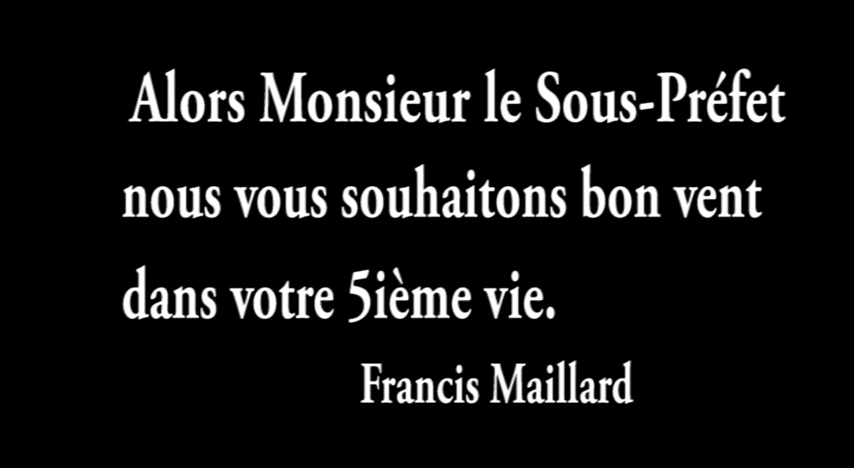 Alors Monsieur le Sous-Préfet
nous vous souhaitons bon vent
dans votre 5ième vie.
Francis Maillard